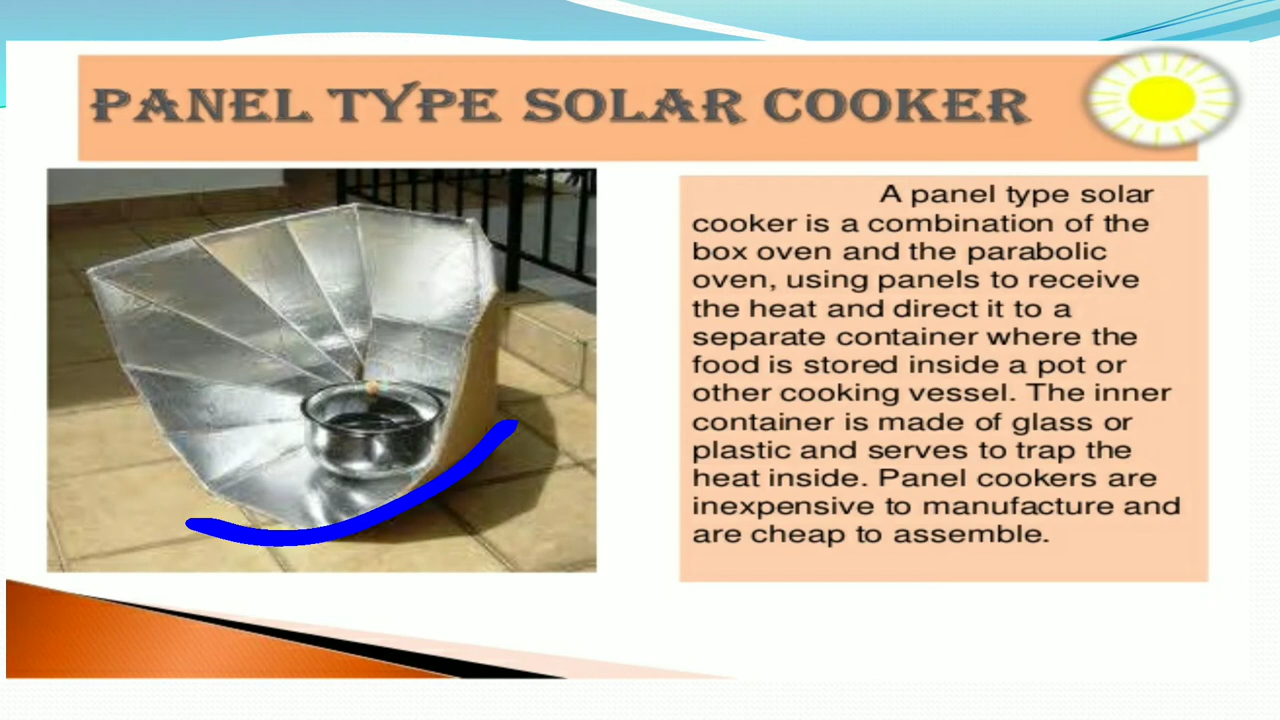 PANEL TYPE SOLAR COOKER
A panel type solar
cooker is a combination of the
box oven and the parabolic
oven, using panels to receive
the heat and direct it to a
separate container where the
food is stored inside a pot or
other cooking vessel. The inner
container is made of glass or
plastic and serves to trap the
heat inside. Panel cookers are
inexpensive to manufacture and
are cheap to assemble.